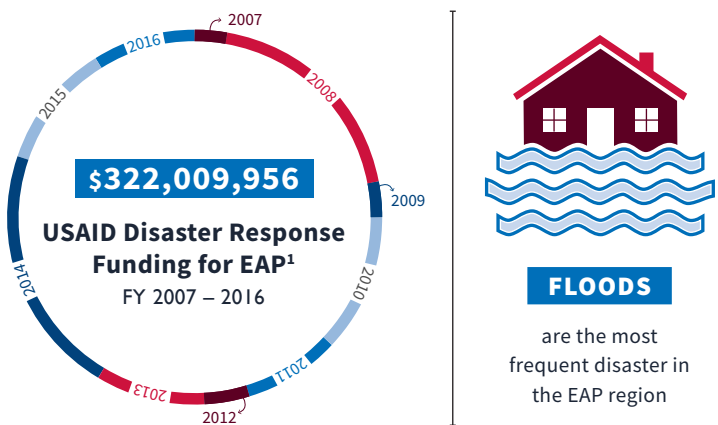 2007
2008
2009
2010
2011
2012
2013
2014
2015
2016
$322,009,956
USAID Disaster Response
Funding for EAP¹
FY 2007 – 2016
FLOODS
are the most
frequent disaster in
the EAP region